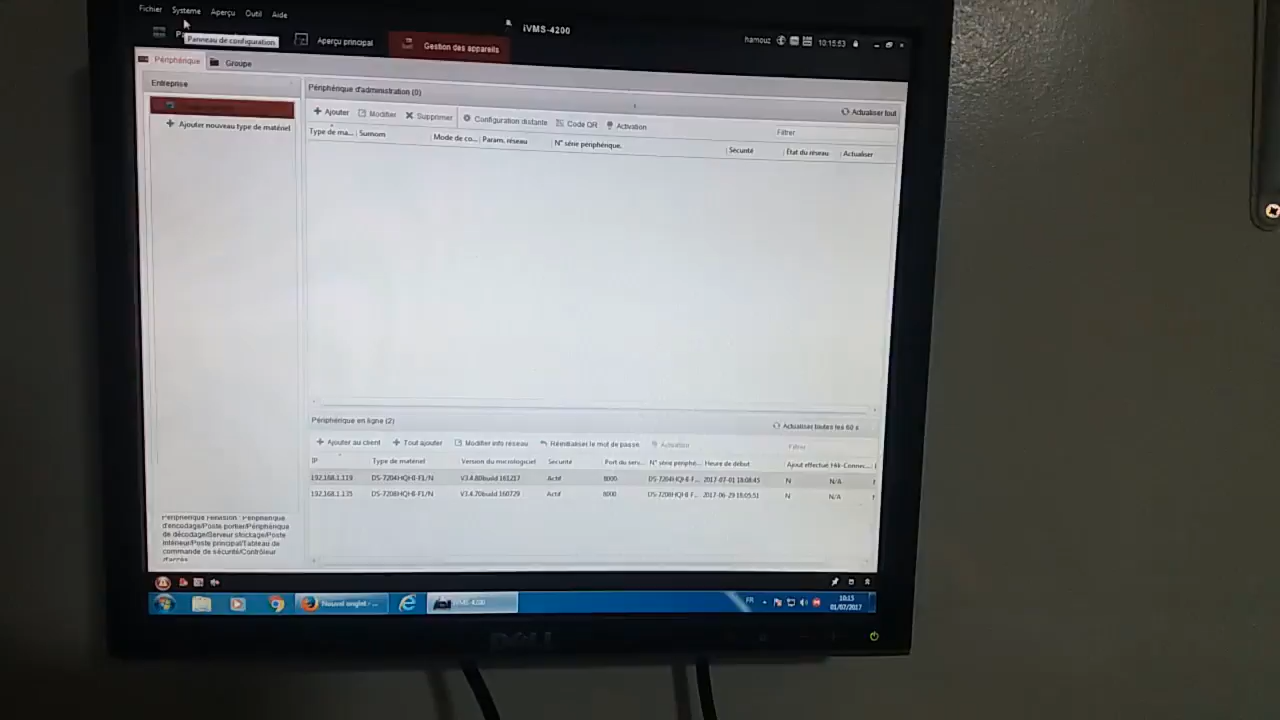 Fichier Système Aperçu Outil Aide
iVMS-4200
Panneau de configuration
Aperçu principal
Gestion des appareils
hamouz
10:15:53
Périphérique Groupe
Entreprise
Ajouter nouveau type de matériel
Périphérique d'administration (0)
Ajouter Modifier Supprimer Configuration distante Code QR Activation
Actualiser tout
Filtrer
Type de ma... Surnom Mode de co... Param. réseau N° série périphérique. Sécurité État du réseau Actualiser
Périphérique en ligne (2)
Actualiser toutes les 60 s
Ajouter au client Tout ajouter Modifier info réseau Réinitialiser le mot de passe Activation Filtrer
IP Type de matériel Version du micrologiciel Sécurité Port du serv... N° série périphé... Heure de début Ajout effectué Hik-Connec...
192.168.1.119 DS-7204HQHI-F1/N V3.4.80build 161217 Actif 8000 DS-7204HQHI-F... 2017-07-01 18:08:45 N N/A
DS-7208HQHI-F1/N V3.4.70build 160729 Actif 8000 DS-7208HQHI-F... 2017-06-29 18:05:51 N N/A
d'encodage/Poste portier/Périphérique
de décodage/Serveur stockage/Poste
intérieur/Poste principal/Tableau de
commande de sécurité/Contrôleur
d'accès
Nouvel onglet - ...
iVMS-4200
FR
10:15
01/07/2017
DELL